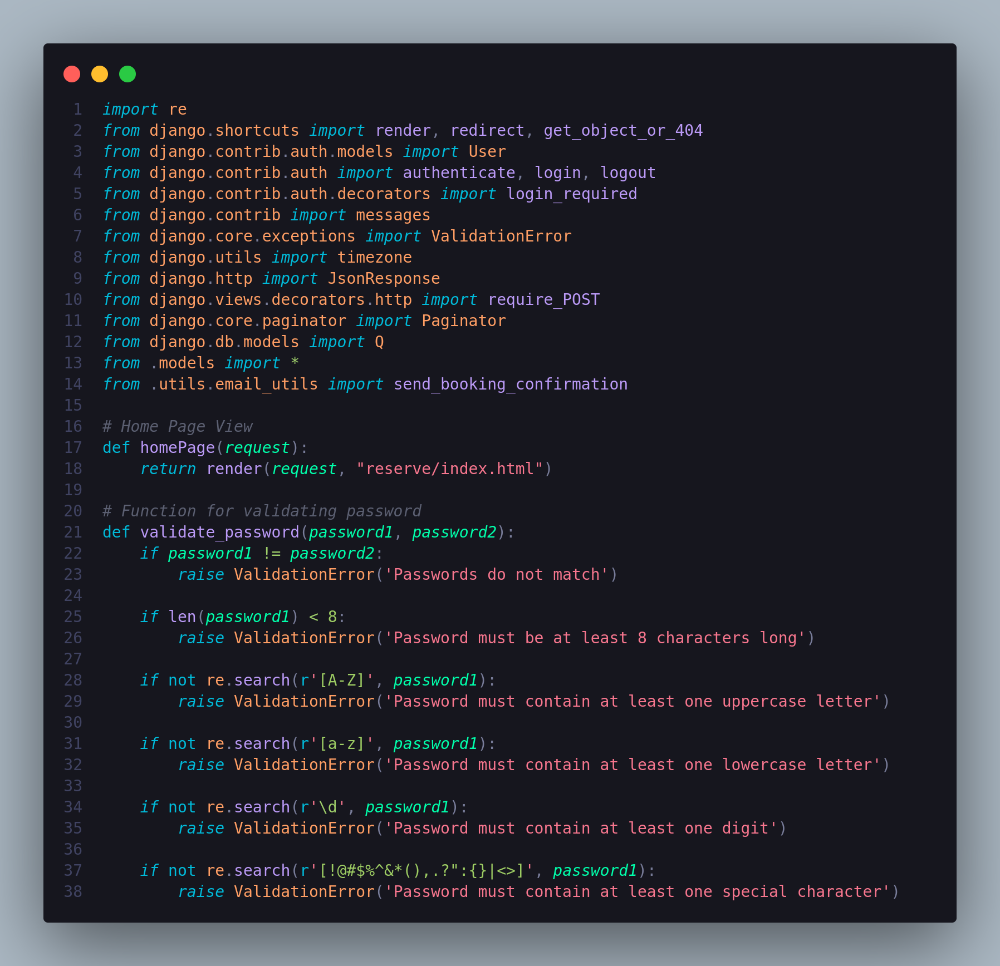 1 import re
2 from django.shortcuts import render, redirect, get_object_or_404
3 from django.contrib.auth.models import User
4 from django.contrib.auth import authenticate, login, logout
5 from django.contrib.auth.decorators import login_required
6 from django.contrib import messages
7 from django.core.exceptions import ValidationError
8 from django.utils import timezone
9 from django.http import JsonResponse
10 from django.views.decorators.http import require_POST
11 from django.core.paginator import Paginator
12 from django.db.models import Q
13 from .models import *
14 from .utils.email_utils import send_booking_confirmation
15
16 # Home Page View
17 def homePage(request):
18     return render(request, "reserve/index.html")
19
20 # Function for validating password
21 def validate_password(password1, password2):
22     if password1 != password2:
23         raise ValidationError('Passwords do not match')
24
25     if len(password1) < 8:
26         raise ValidationError('Password must be at least 8 characters long')
27
28     if not re.search(r'[A-Z]', password1):
29         raise ValidationError('Password must contain at least one uppercase letter')
30
31     if not re.search(r'[a-z]', password1):
32         raise ValidationError('Password must contain at least one lowercase letter')
33
34     if not re.search(r'\d', password1):
35         raise ValidationError('Password must contain at least one digit')
36
37     if not re.search(r'[!@#$%^&*(),.?":{}|<>]', password1):
38         raise ValidationError('Password must contain at least one special character')